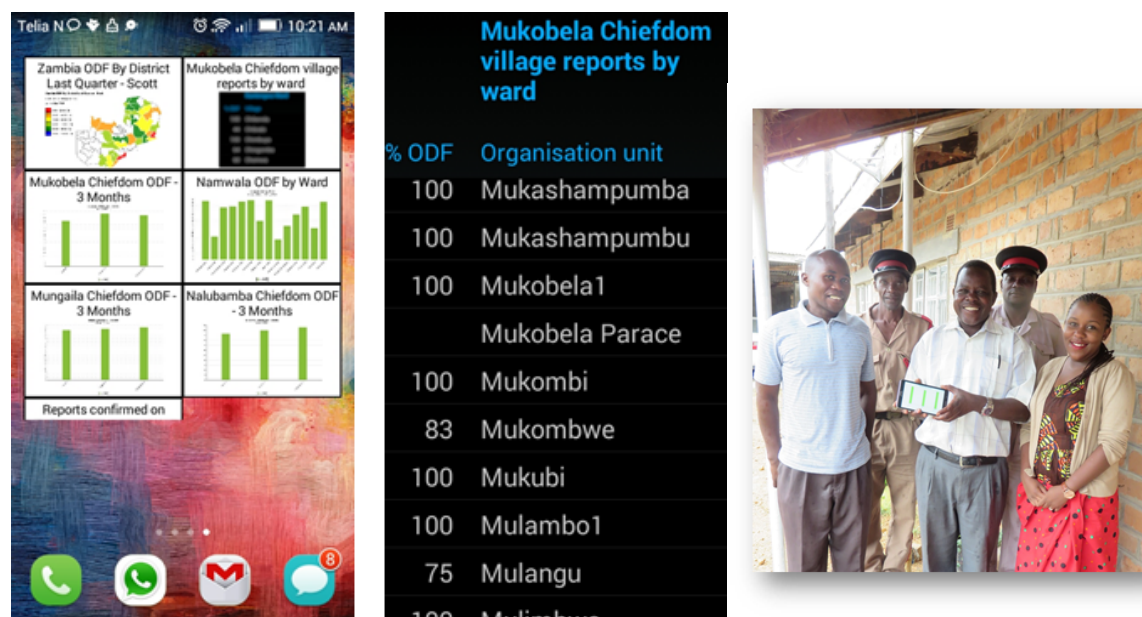 Telia N
10:21 AM
Zambia ODF By District
Last Quarter - Scott
Mukobela Chiefdom village
reports by ward
Mukobela Chiefdom ODF -
3 Months
Namwala ODF by Ward
Mungaila Chiefdom ODF -
3 Months
Nalubamba Chiefdom ODF
- 3 Months
Reports confirmed on
8
Mukobela Chiefdom
village reports by
ward
% ODF Organisation unit
100 Mukashampumba
100 Mukashampumbu
100 Mukobela1
Mukobela Parace
100 Mukombi
83 Mukombwe
100 Mukubi
100 Mulambo1
75 Mulangu